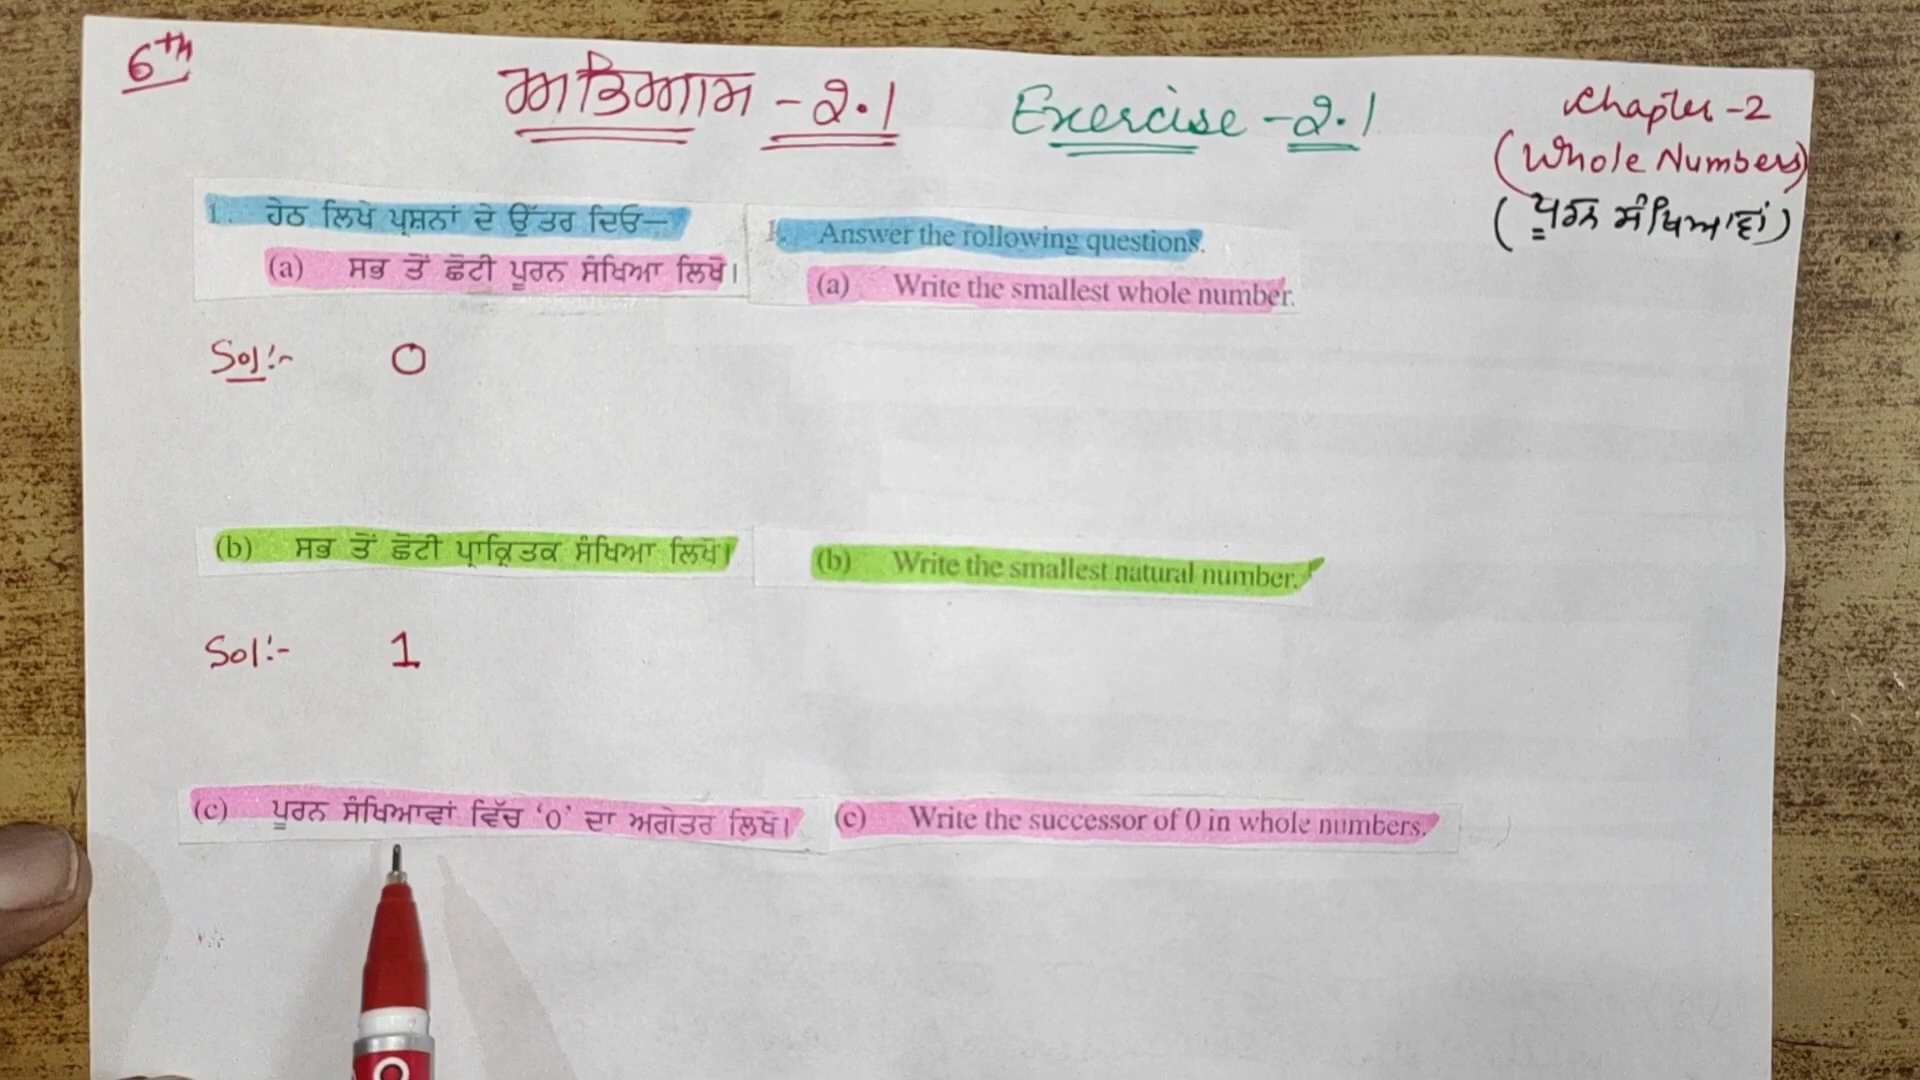 6th
ਅਭਿਆਸ - 2.1 Exercise - 2.1
Chapter - 2
(Whole Numbers)
(ਪੂਰਨ ਸੰਖਿਆਵਾਂ)
1. ਹੇਠ ਲਿਖੇ ਪ੍ਰਸ਼ਨਾਂ ਦੇ ਉੱਤਰ ਦਿਓ—
(a) ਸਭ ਤੋਂ ਛੋਟੀ ਪੂਰਨ ਸੰਖਿਆ ਲਿਖੋ।
1. Answer the following questions.
(a) Write the smallest whole number.
Sol:- 0
(b) ਸਭ ਤੋਂ ਛੋਟੀ ਪ੍ਰਾਕ੍ਰਿਤਕ ਸੰਖਿਆ ਲਿਖੋ।
(b) Write the smallest natural number.
Sol:- 1
(c) ਪੂਰਨ ਸੰਖਿਆਵਾਂ ਵਿੱਚ ‘0’ ਦਾ ਅਗੇਤਰ ਲਿਖੋ।
(c) Write the successor of 0 in whole numbers.